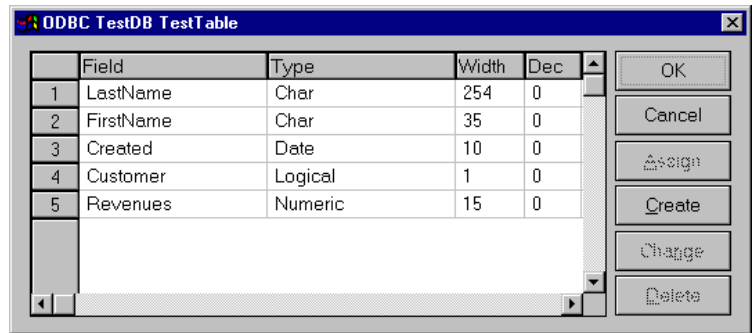 ODBC TestDB TestTable
Field Type Width Dec
1 LastName Char 254 0
2 FirstName Char 35 0
3 Created Date 10 0
4 Customer Logical 1 0
5 Revenues Numeric 15 0
OK
Cancel
Assign
Create
Change
Delete